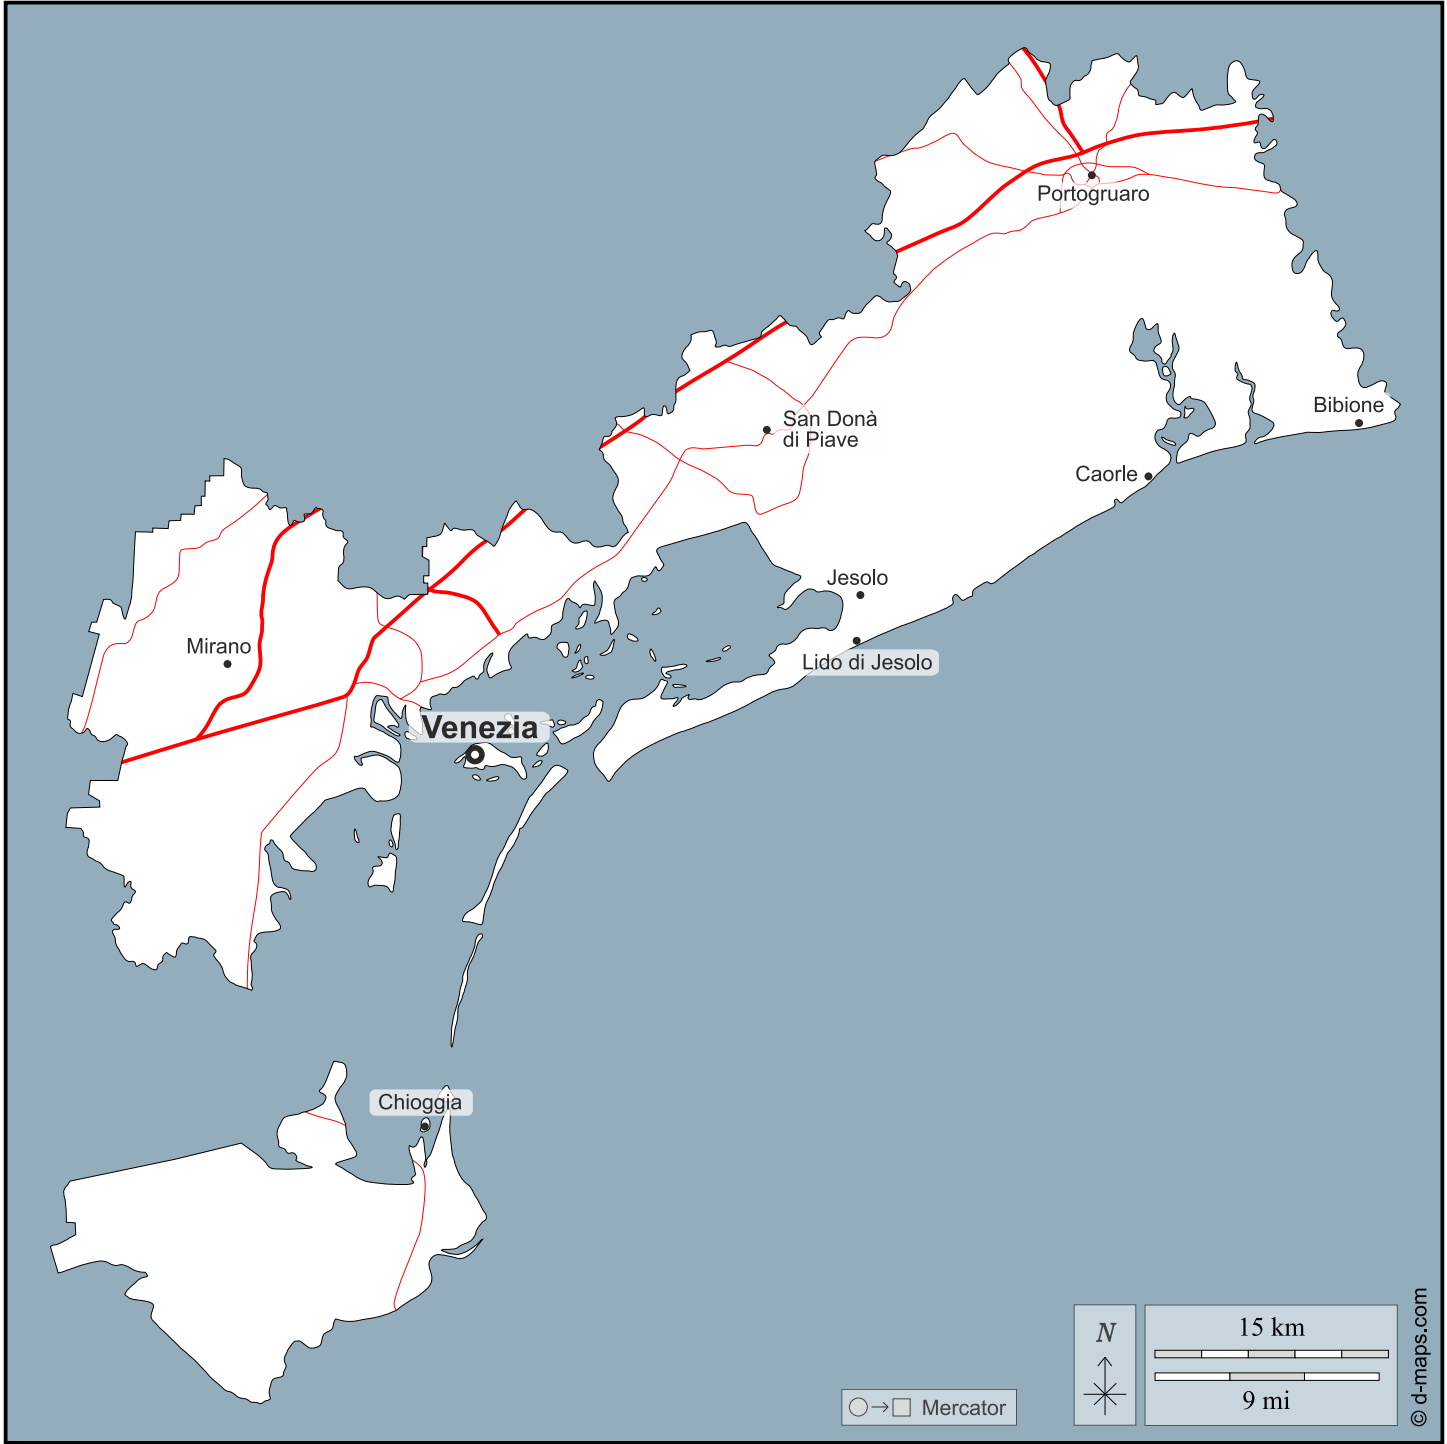 Portogruaro
Bibione
San Donà
di Piave
Caorle
Jesolo
Mirano
Lido di Jesolo
Venezia
Chioggia
N
15 km
9 mi
Mercator
© d-maps.com